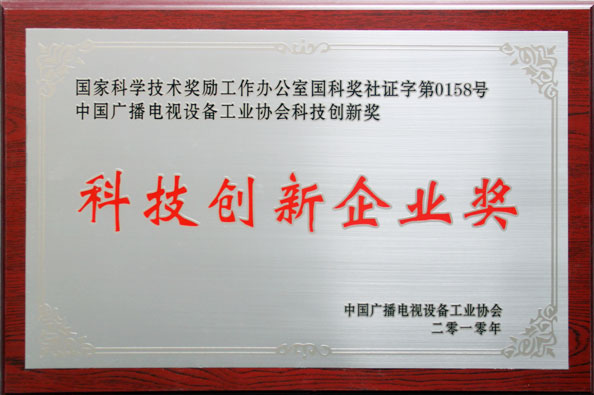 国家科学技术奖励工作办公室国科奖社证字第0158号
中国广播电视设备工业协会科技创新奖
科技创新企业奖
中国广播电视设备工业协会
二零一零年